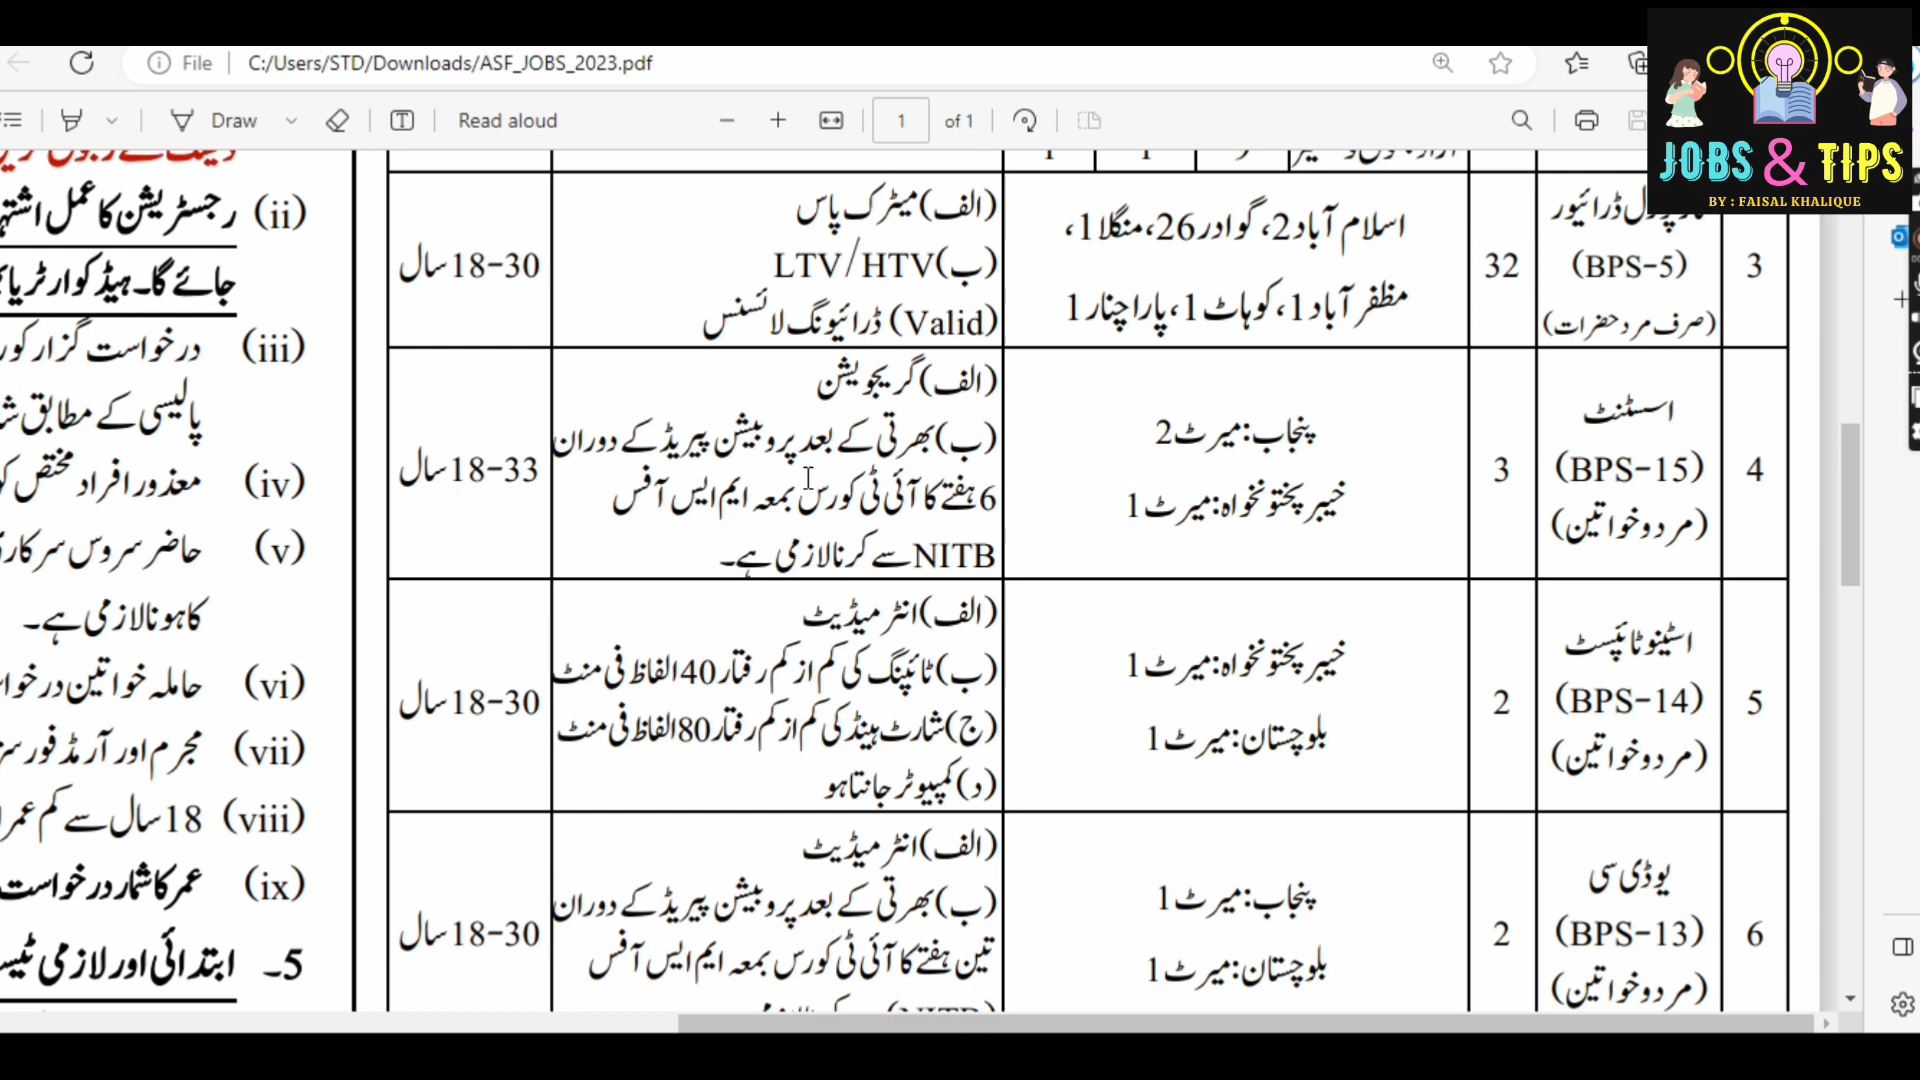 File
C:/Users/STD/Downloads/ASF_JOBS_2023.pdf
Draw
Read aloud
1 of 1
JOBS & TIPS
BY : FAISAL KHALIQUE
3
ڈرائیور
(BPS-5)
(صرف مرد حضرات)
32
اسلام آباد 2، گوادر 26، منگلا 1،
مظفر آباد 1، کوہاٹ 1، پاراچنار 1
(الف) میٹرک پاس
(ب) LTV/HTV
(Valid) ڈرائیونگ لائسنس
18-30 سال
4
اسسٹنٹ
(BPS-15)
(مرد و خواتین)
3
پنجاب: میرٹ 2
خیبر پختونخواہ: میرٹ 1
(الف) گریجویشن
(ب) بھرتی کے بعد پروبیشن پیریڈ کے دوران
6 ہفتے کا آئی ٹی کورس بمعہ ایم ایس آفس
NITB سے کرنا لازمی ہے۔
18-33 سال
5
اسٹینو ٹائپسٹ
(BPS-14)
(مرد و خواتین)
2
خیبر پختونخواہ: میرٹ 1
بلوچستان: میرٹ 1
(الف) انٹر میڈیٹ
(ب) ٹائپنگ کی کم از کم رفتار 40 الفاظ فی منٹ
(ج) شارٹ ہینڈ کی کم از کم رفتار 80 الفاظ فی منٹ
(د) کمپیوٹر جانتا ہو
18-30 سال
6
یو ڈی سی
(BPS-13)
(مرد و خواتین)
2
پنجاب: میرٹ 1
بلوچستان: میرٹ 1
(الف) انٹر میڈیٹ
(ب) بھرتی کے بعد پروبیشن پیریڈ کے دوران
تین ہفتے کا آئی ٹی کورس بمعہ ایم ایس آفس
18-30 سال
(ii) رجسٹریشن کا عمل
جائے گا۔ ہیڈ کوارٹر یا
(iii) درخواست گزار
پالیسی کے مطابق
(iv) معذور افراد مختص
(v) حاضر سروس
کا ہونا لازمی ہے۔
(vi) حاملہ خواتین
(vii) مجرم اور آرمڈ فورسز
(viii) 18 سال سے کم عمر
(ix) عمر کا شمار درخواست
5۔ ابتدائی اور لازمی